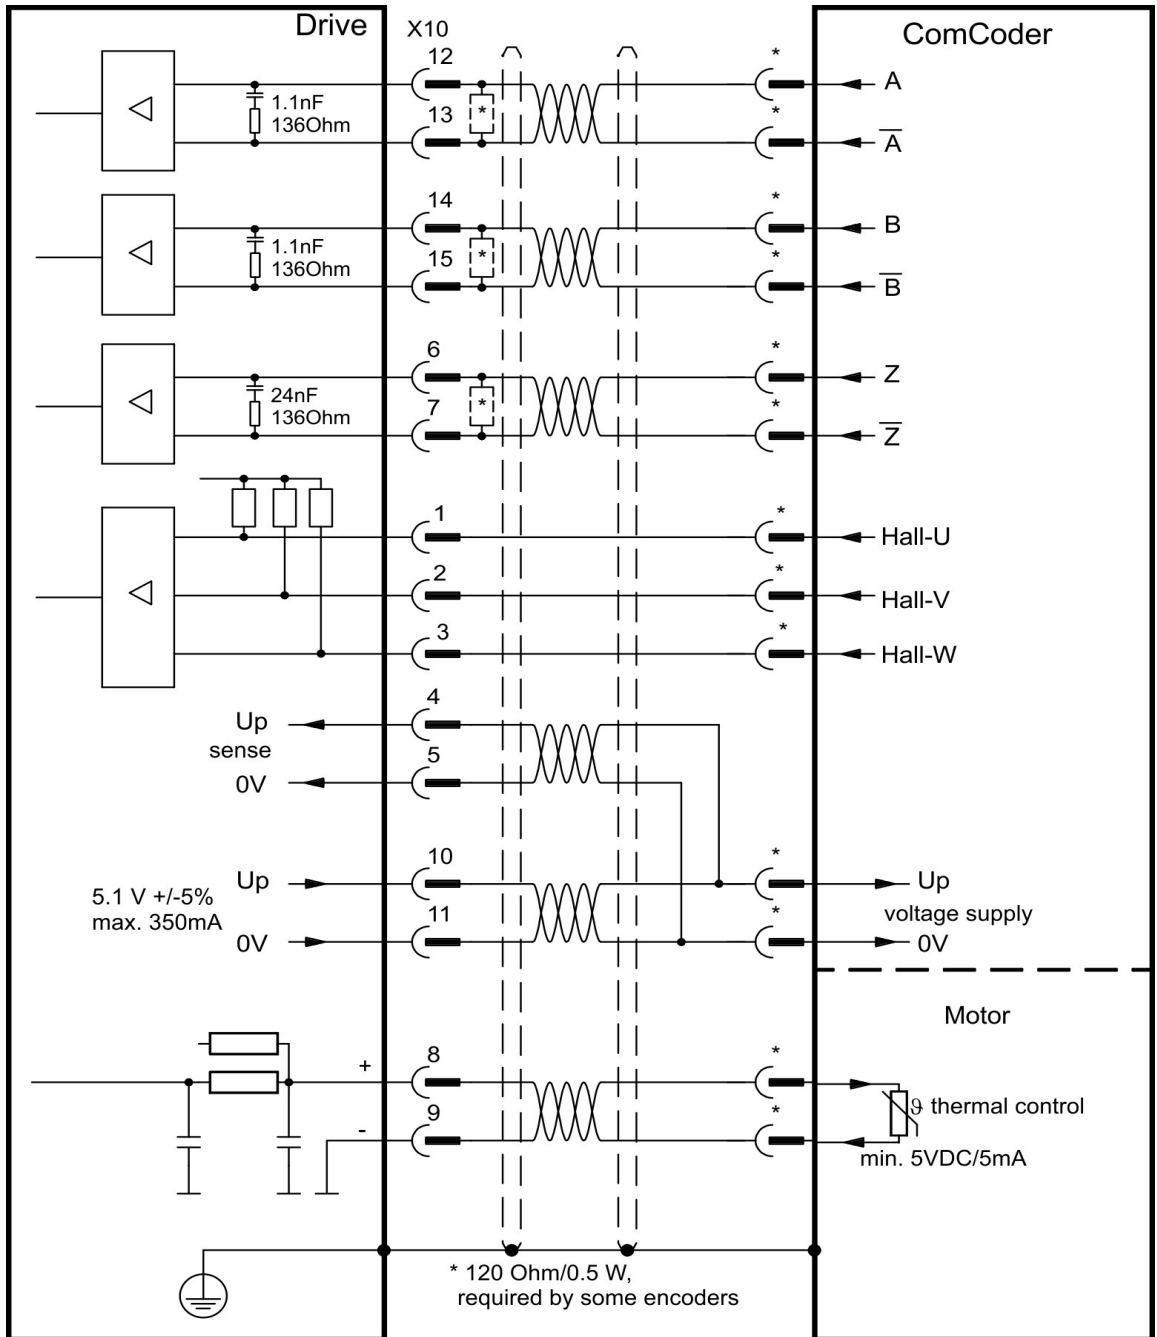 Drive
X10
ComCoder
12
*
A
1.1nF
136Ohm
*
13
*
A̅
14
*
B
1.1nF
136Ohm
*
15
*
B̅
6
*
Z
24nF
136Ohm
*
7
*
Z̅
1
*
Hall-U
2
*
Hall-V
3
*
Hall-W
4
Up
sense
5
0V
10
*
Up
Up
5.1 V +/-5%
max. 350mA
voltage supply
11
*
0V
0V
Motor
8
*
+
ϑ thermal control
9
*
-
min. 5VDC/5mA
* 120 Ohm/0.5 W,
required by some encoders